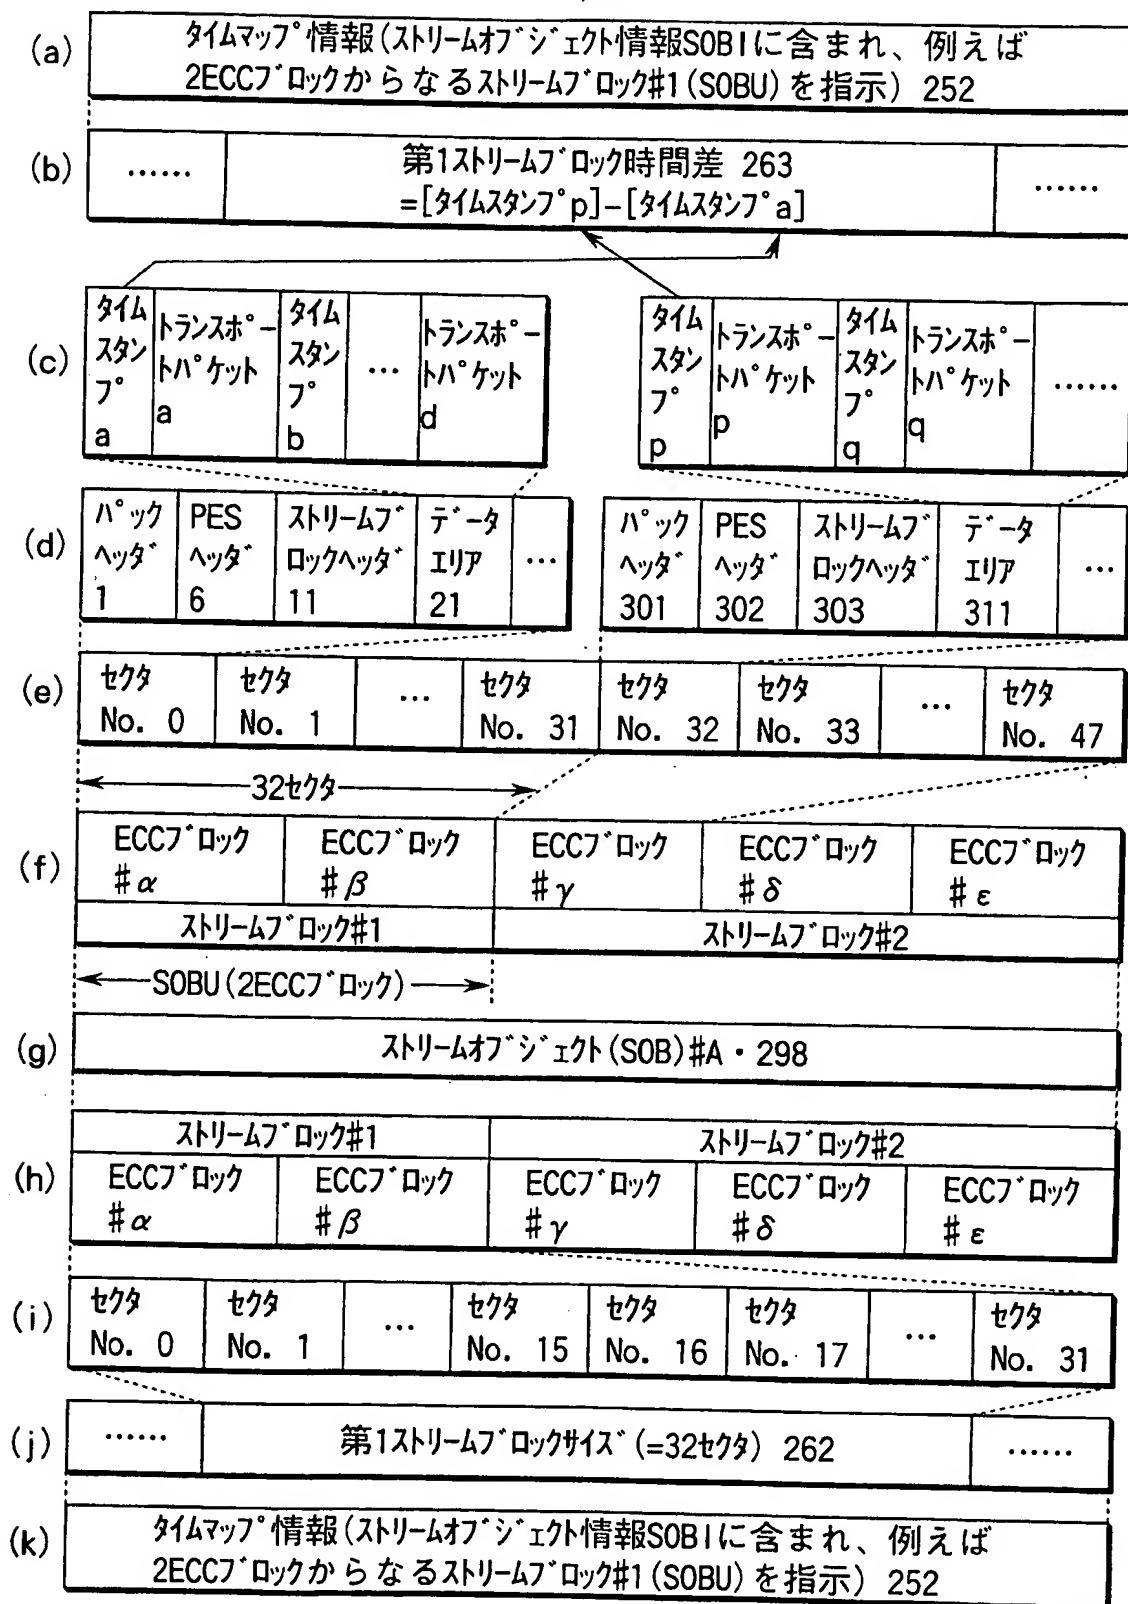 (a)
タイムマップ情報(ストリームオブジェクト情報SOBIに含まれ、例えば
2ECCブロックからなるストリームブロック#1(SOBU)を指示) 252
(b)
……
第1ストリームブロック時間差 263
=[タイムスタンプp]-[タイムスタンプa]
……
(c)
タイム
スタン
プ
a
トランスポー
トパケット
a
タイム
スタン
プ
b
…
トランスポー
トパケット
d
タイム
スタン
プ
p
トランスポー
トパケット
p
タイム
スタン
プ
q
トランスポー
トパケット
q
……
(d)
パック
ヘッダ
1
PES
ヘッダ
6
ストリームブ
ロックヘッダ
11
データ
エリア
21
…
パック
ヘッダ
301
PES
ヘッダ
302
ストリームブ
ロックヘッダ
303
データ
エリア
311
…
(e)
セクタ
No. 0
セクタ
No. 1
…
セクタ
No. 31
セクタ
No. 32
セクタ
No. 33
…
セクタ
No. 47
32セクタ
(f)
ECCブロック
#α
ECCブロック
#β
ECCブロック
#γ
ECCブロック
#δ
ECCブロック
#ε
ストリームブロック#1
ストリームブロック#2
SOBU(2ECCブロック)
(g)
ストリームオブジェクト(SOB)#A・298
(h)
ストリームブロック#1
ストリームブロック#2
ECCブロック
#α
ECCブロック
#β
ECCブロック
#γ
ECCブロック
#δ
ECCブロック
#ε
(i)
セクタ
No. 0
セクタ
No. 1
…
セクタ
No. 15
セクタ
No. 16
セクタ
No. 17
…
セクタ
No. 31
(j)
……
第1ストリームブロックサイズ(=32セクタ) 262
……
(k)
タイムマップ情報(ストリームオブジェクト情報SOBIに含まれ、例えば
2ECCブロックからなるストリームブロック#1(SOBU)を指示) 252